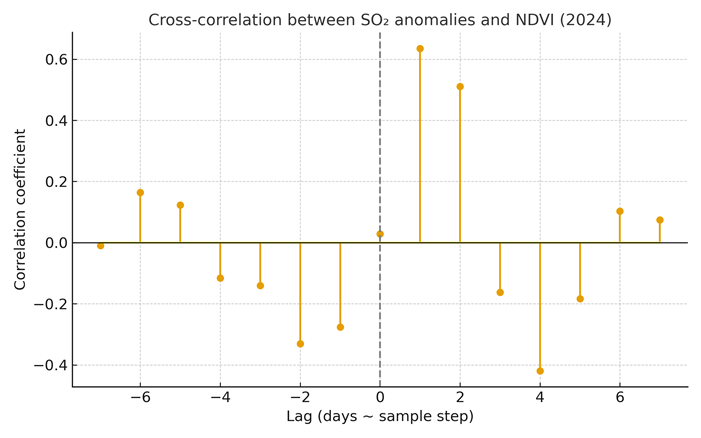 Cross-correlation between SO₂ anomalies and NDVI (2024)
Correlation coefficient
0.6
0.4
0.2
0.0
−0.2
−0.4
−6 −4 −2 0 2 4 6
Lag (days ~ sample step)